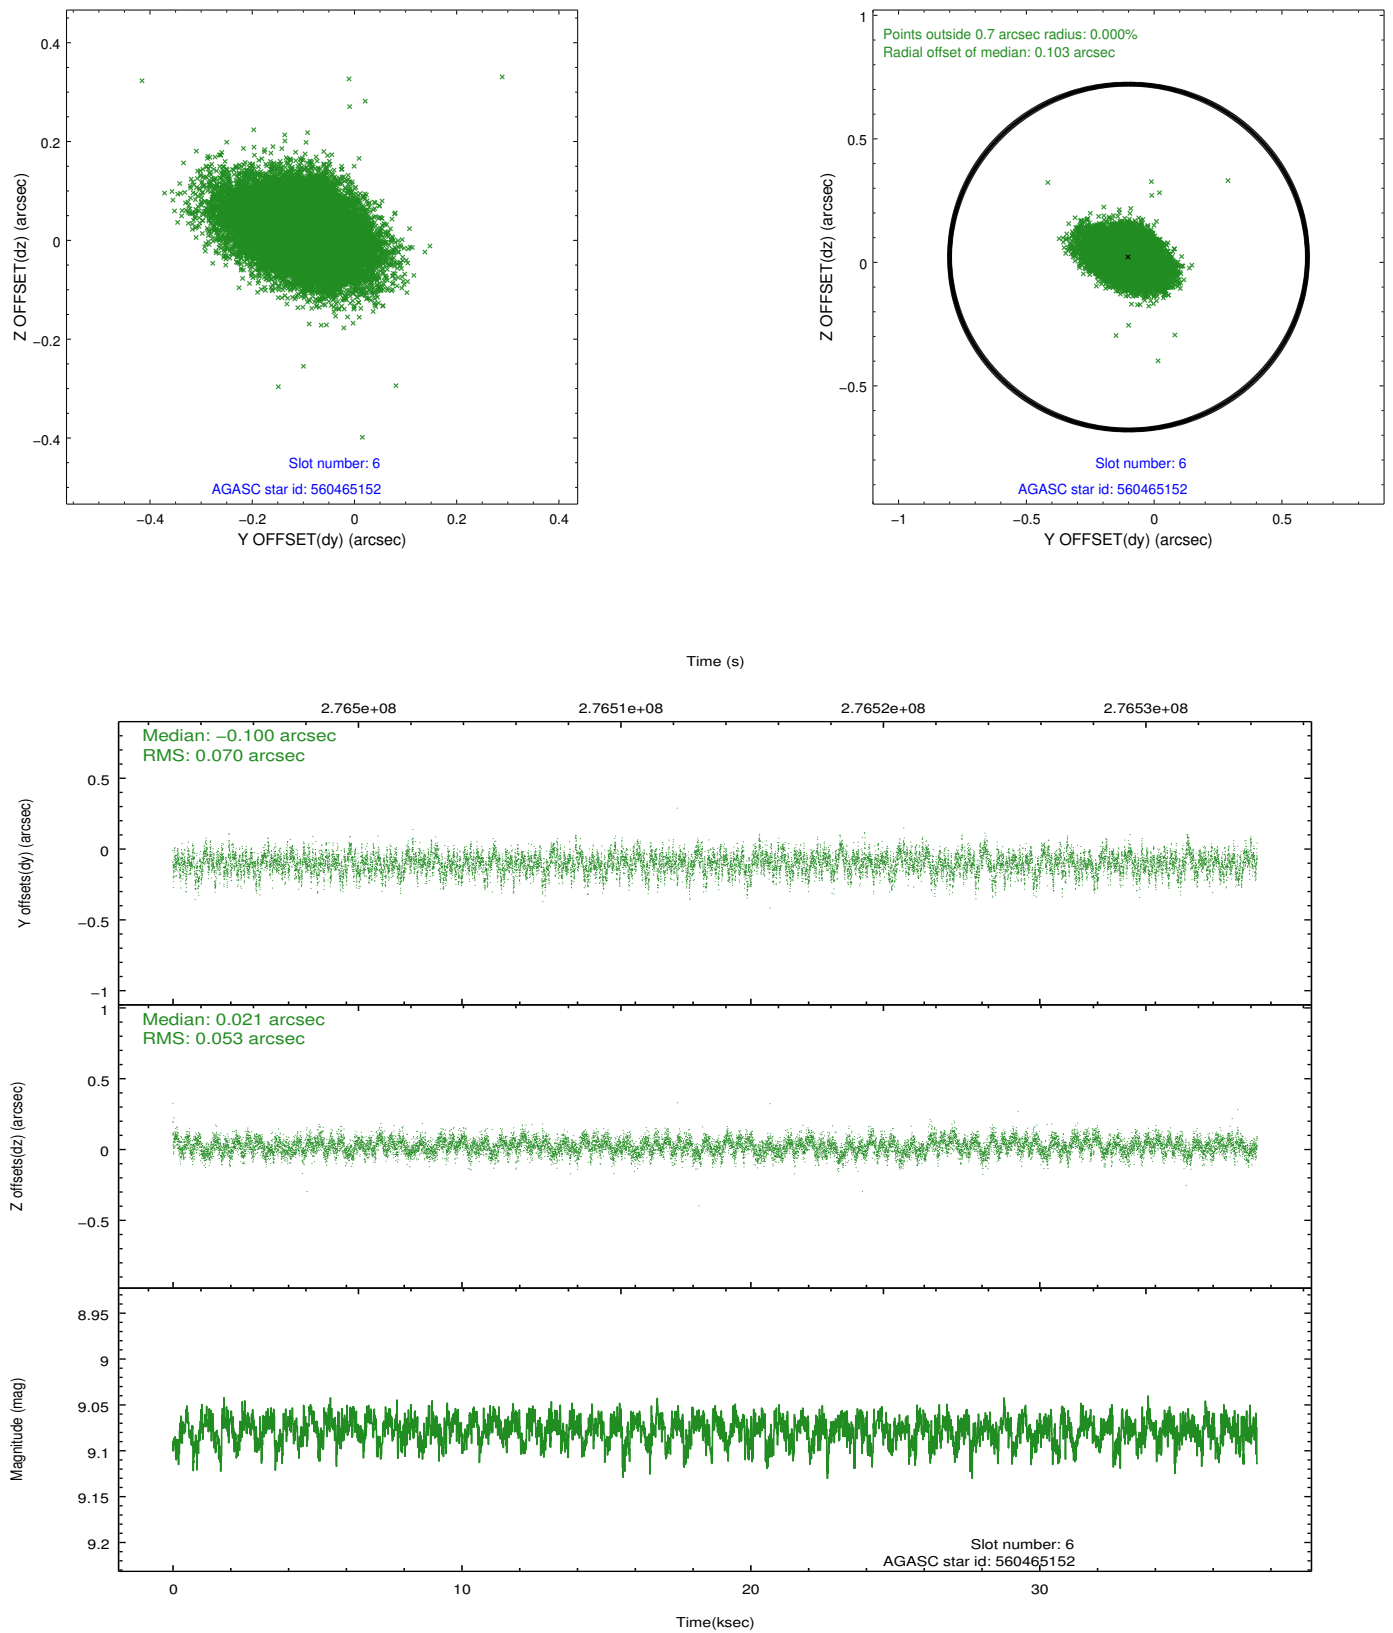 0.4
0.2
0
−0.2
−0.4
Z OFFSET(dz) (arcsec)
Slot number: 6
AGASC star id: 560465152
−0.4
−0.2
0
0.2
0.4
Y OFFSET(dy) (arcsec)
Points outside 0.7 arcsec radius: 0.000%
Radial offset of median: 0.103 arcsec
1
0.5
0
−0.5
Z OFFSET(dz) (arcsec)
Slot number: 6
AGASC star id: 560465152
−1
−0.5
0
0.5
Y OFFSET(dy) (arcsec)
Time (s)
2.765e+08
2.7651e+08
2.7652e+08
2.7653e+08
Median: −0.100 arcsec
RMS: 0.070 arcsec
0.5
0
−0.5
−1
Y offsets(dy) (arcsec)
Median: 0.021 arcsec
RMS: 0.053 arcsec
1
0.5
0
−0.5
Z offsets(dz) (arcsec)
8.95
9
9.05
9.1
9.15
9.2
Magnitude (mag)
Slot number: 6
AGASC star id: 560465152
0
10
20
30
Time(ksec)